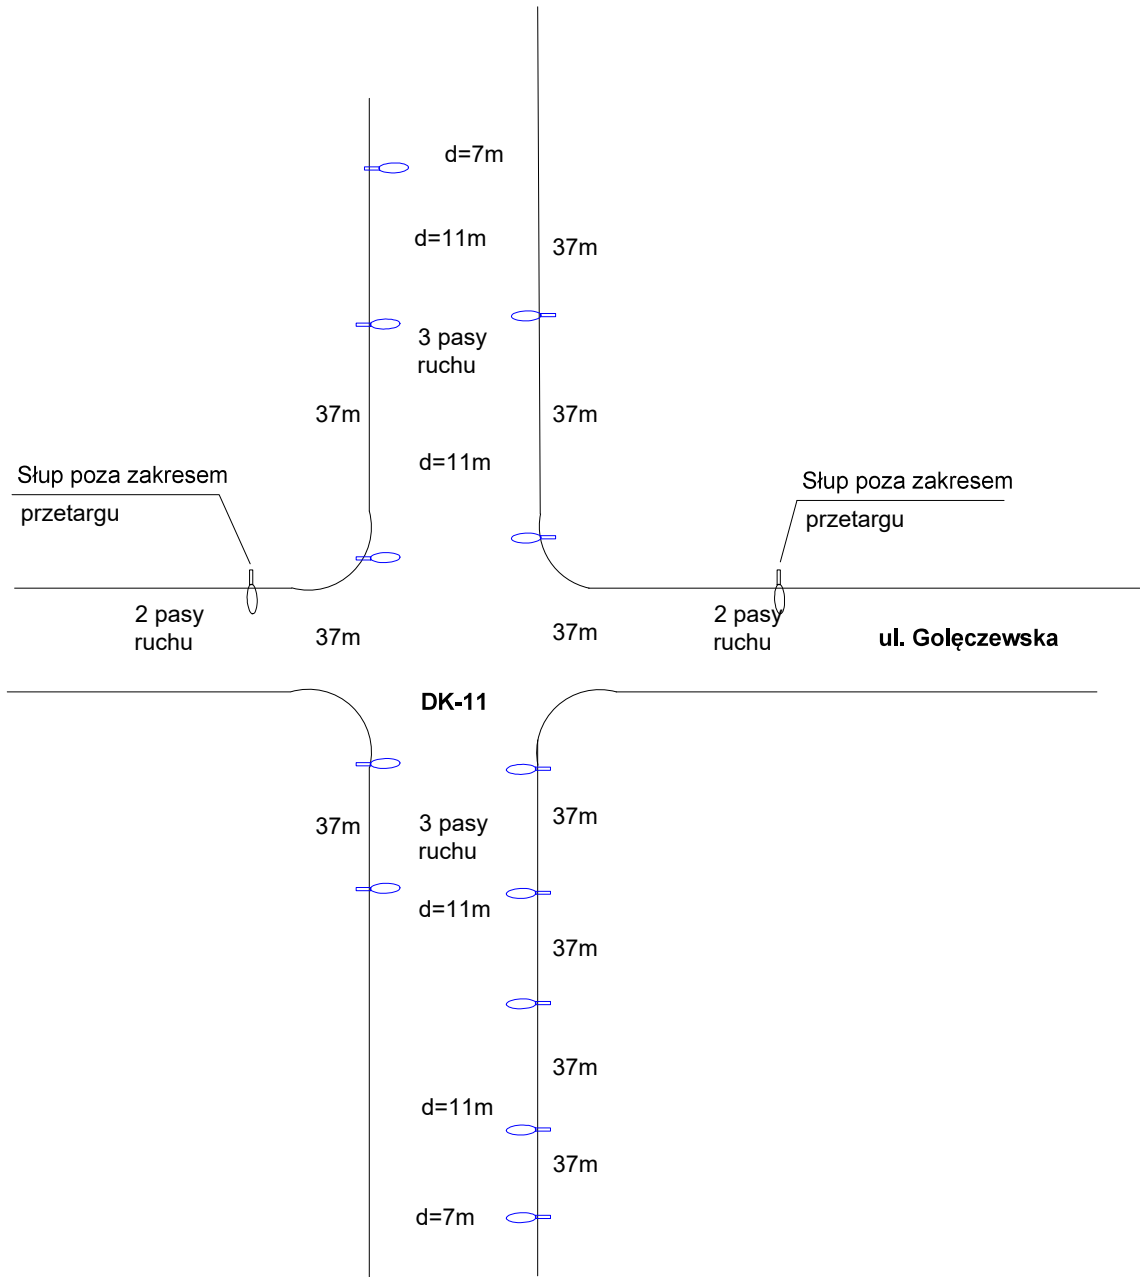 d=7m
d=11m
37m
3 pasy
ruchu
37m
37m
d=11m
Słup poza zakresem
przetargu
Słup poza zakresem
przetargu
2 pasy
ruchu
37m
37m
2 pasy
ruchu
ul. Golęczewska
DK-11
37m
3 pasy
ruchu
37m
d=11m
37m
37m
d=11m
37m
d=7m